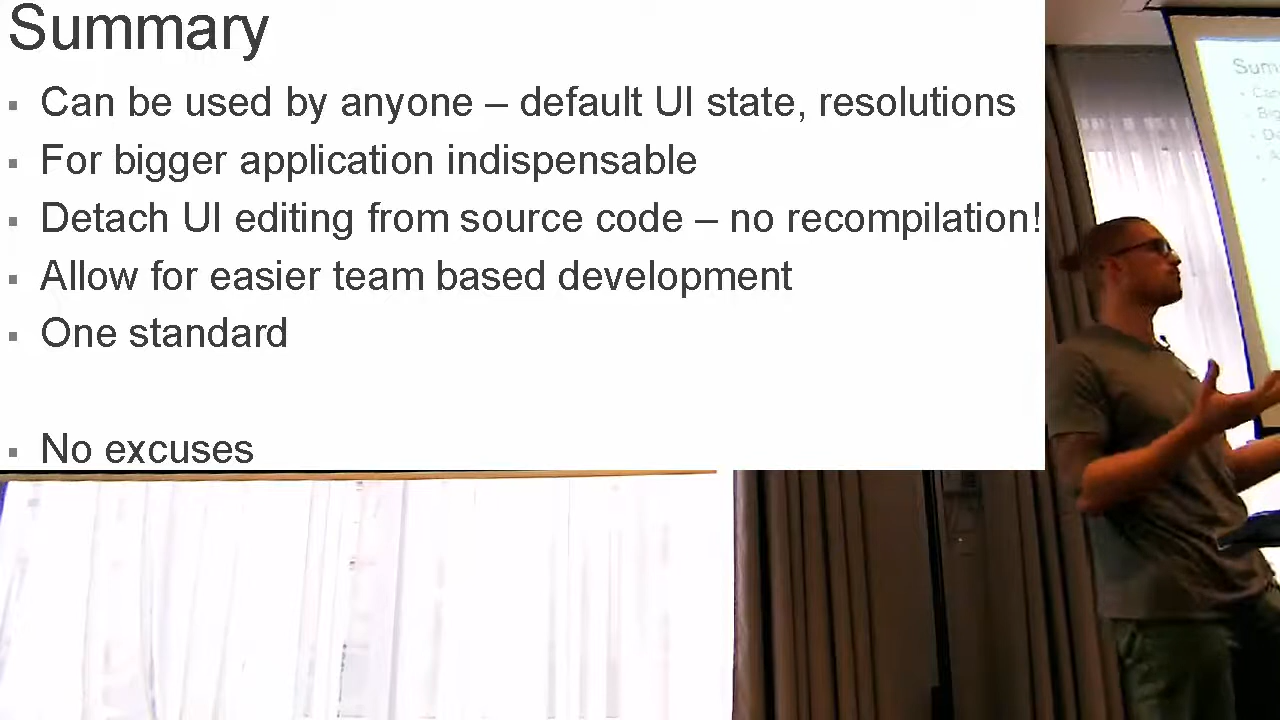 Summary
▪ Can be used by anyone – default UI state, resolutions
▪ For bigger application indispensable
▪ Detach UI editing from source code – no recompilation!
▪ Allow for easier team based development
▪ One standard
▪ No excuses
Sum